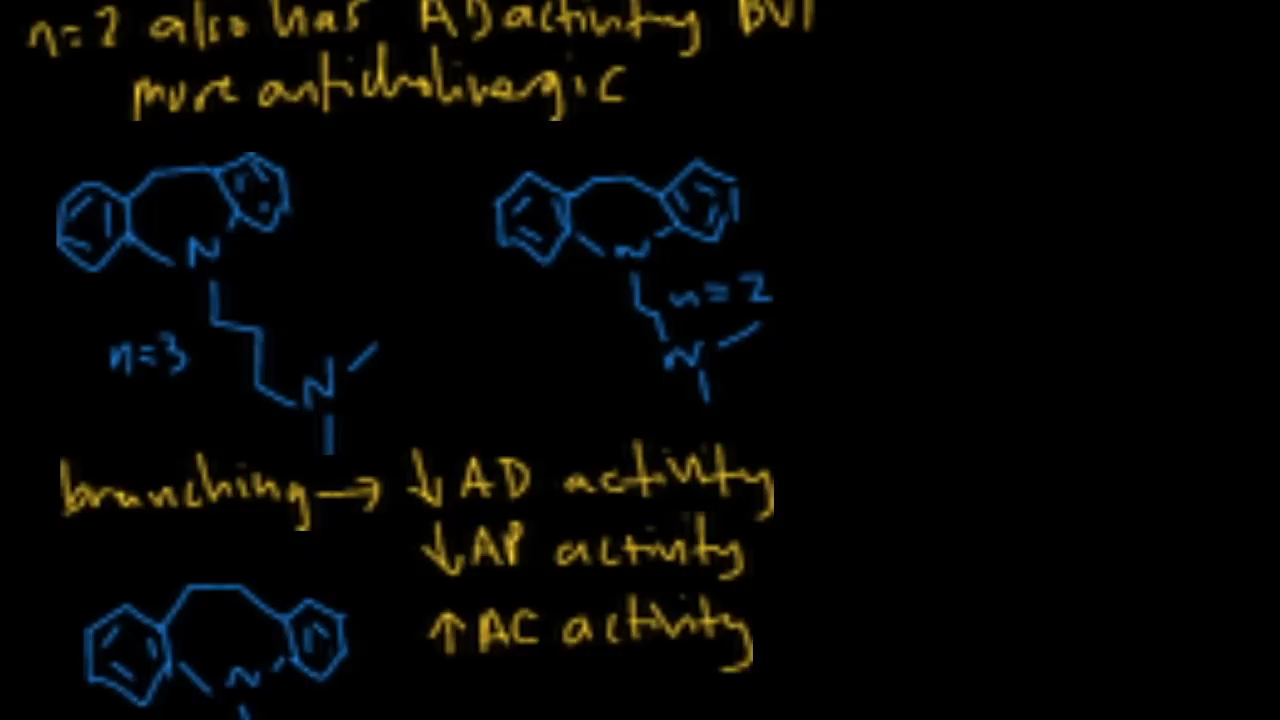 n=2 also has AD activity BUT
more anticholinergic
N
N
n=2
n=3
N
N
branching → ↓ AD activity
↓ AP activity
↑ AC activity
N